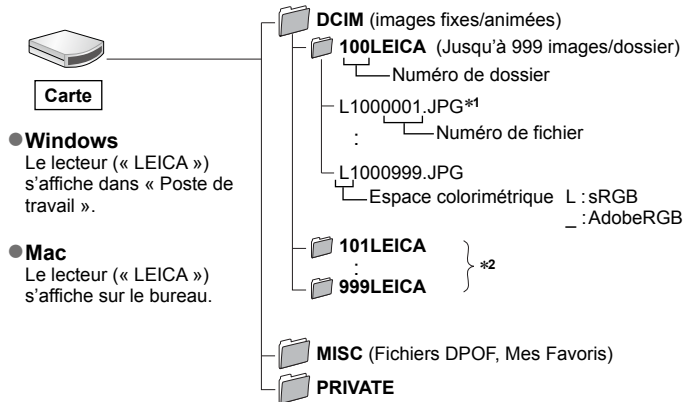 Carte
●Windows
Le lecteur (« LEICA »)
s'affiche dans « Poste de
travail ».
●Mac
Le lecteur (« LEICA »)
s'affiche sur le bureau.
DCIM (images fixes/animées)
100LEICA (Jusqu'à 999 images/dossier)
Numéro de dossier
L1000001.JPG*1
Numéro de fichier
:
L1000999.JPG
Espace colorimétrique L : sRGB
_ : AdobeRGB
101LEICA
: *2
999LEICA
MISC (Fichiers DPOF, Mes Favoris)
PRIVATE